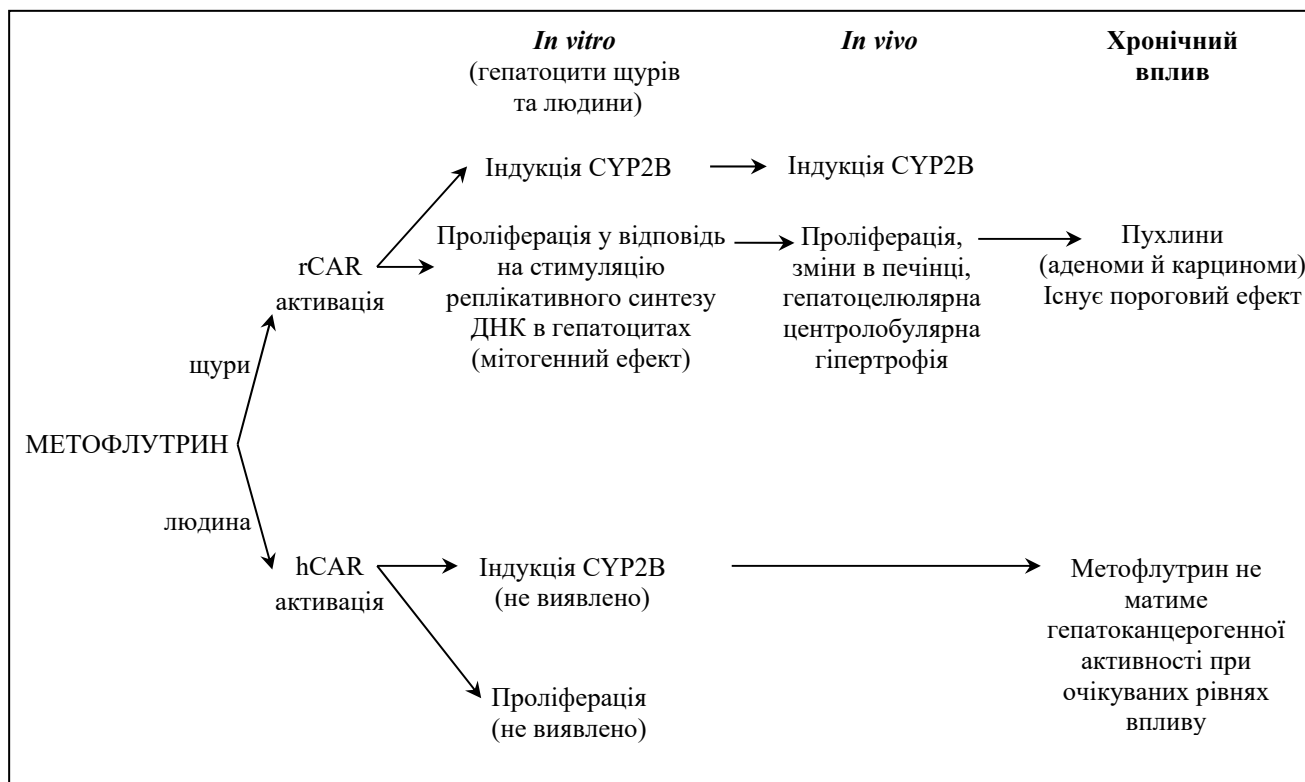 In vitro
(гепатоцити щурів
та людини)
In vivo
Хронічний
вплив
Індукція CYP2B
Індукція CYP2B
rCAR
активація
Проліферація у відповідь
на стимуляцію
реплікативного синтезу
ДНК в гепатоцитах
(мітогенний ефект)
Проліферація,
зміни в печінці,
гепатоцелюлярна
центролобулярна
гіпертрофія
Пухлини
(аденоми й карциноми)
Існує пороговий ефект
щури
МЕТОФЛУТРИН
людина
hCAR
активація
Індукція CYP2B
(не виявлено)
Метофлутрин не
матиме
гепатоканцерогенної
активності при
очікуваних рівнях
впливу
Проліферація
(не виявлено)